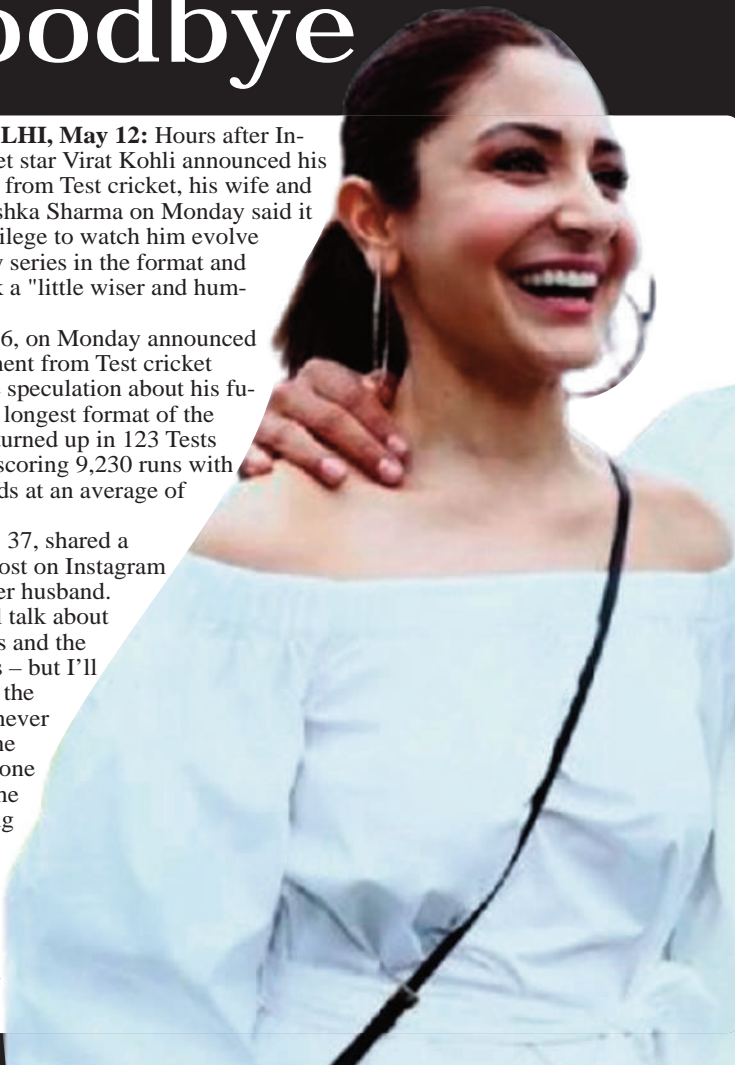 oodbye
LHI, May 12: Hours after In-
et star Virat Kohli announced his
from Test cricket, his wife and
shka Sharma on Monday said it
ilege to watch him evolve
y series in the format and
k a "little wiser and hum-
6, on Monday announced
ment from Test cricket
speculation about his fu-
longest format of the
turned up in 123 Tests
scoring 9,230 runs with
ds at an average of
37, shared a
ost on Instagram
er husband.
l talk about
s and the
s – but I'll
the
never
he
one
he
g